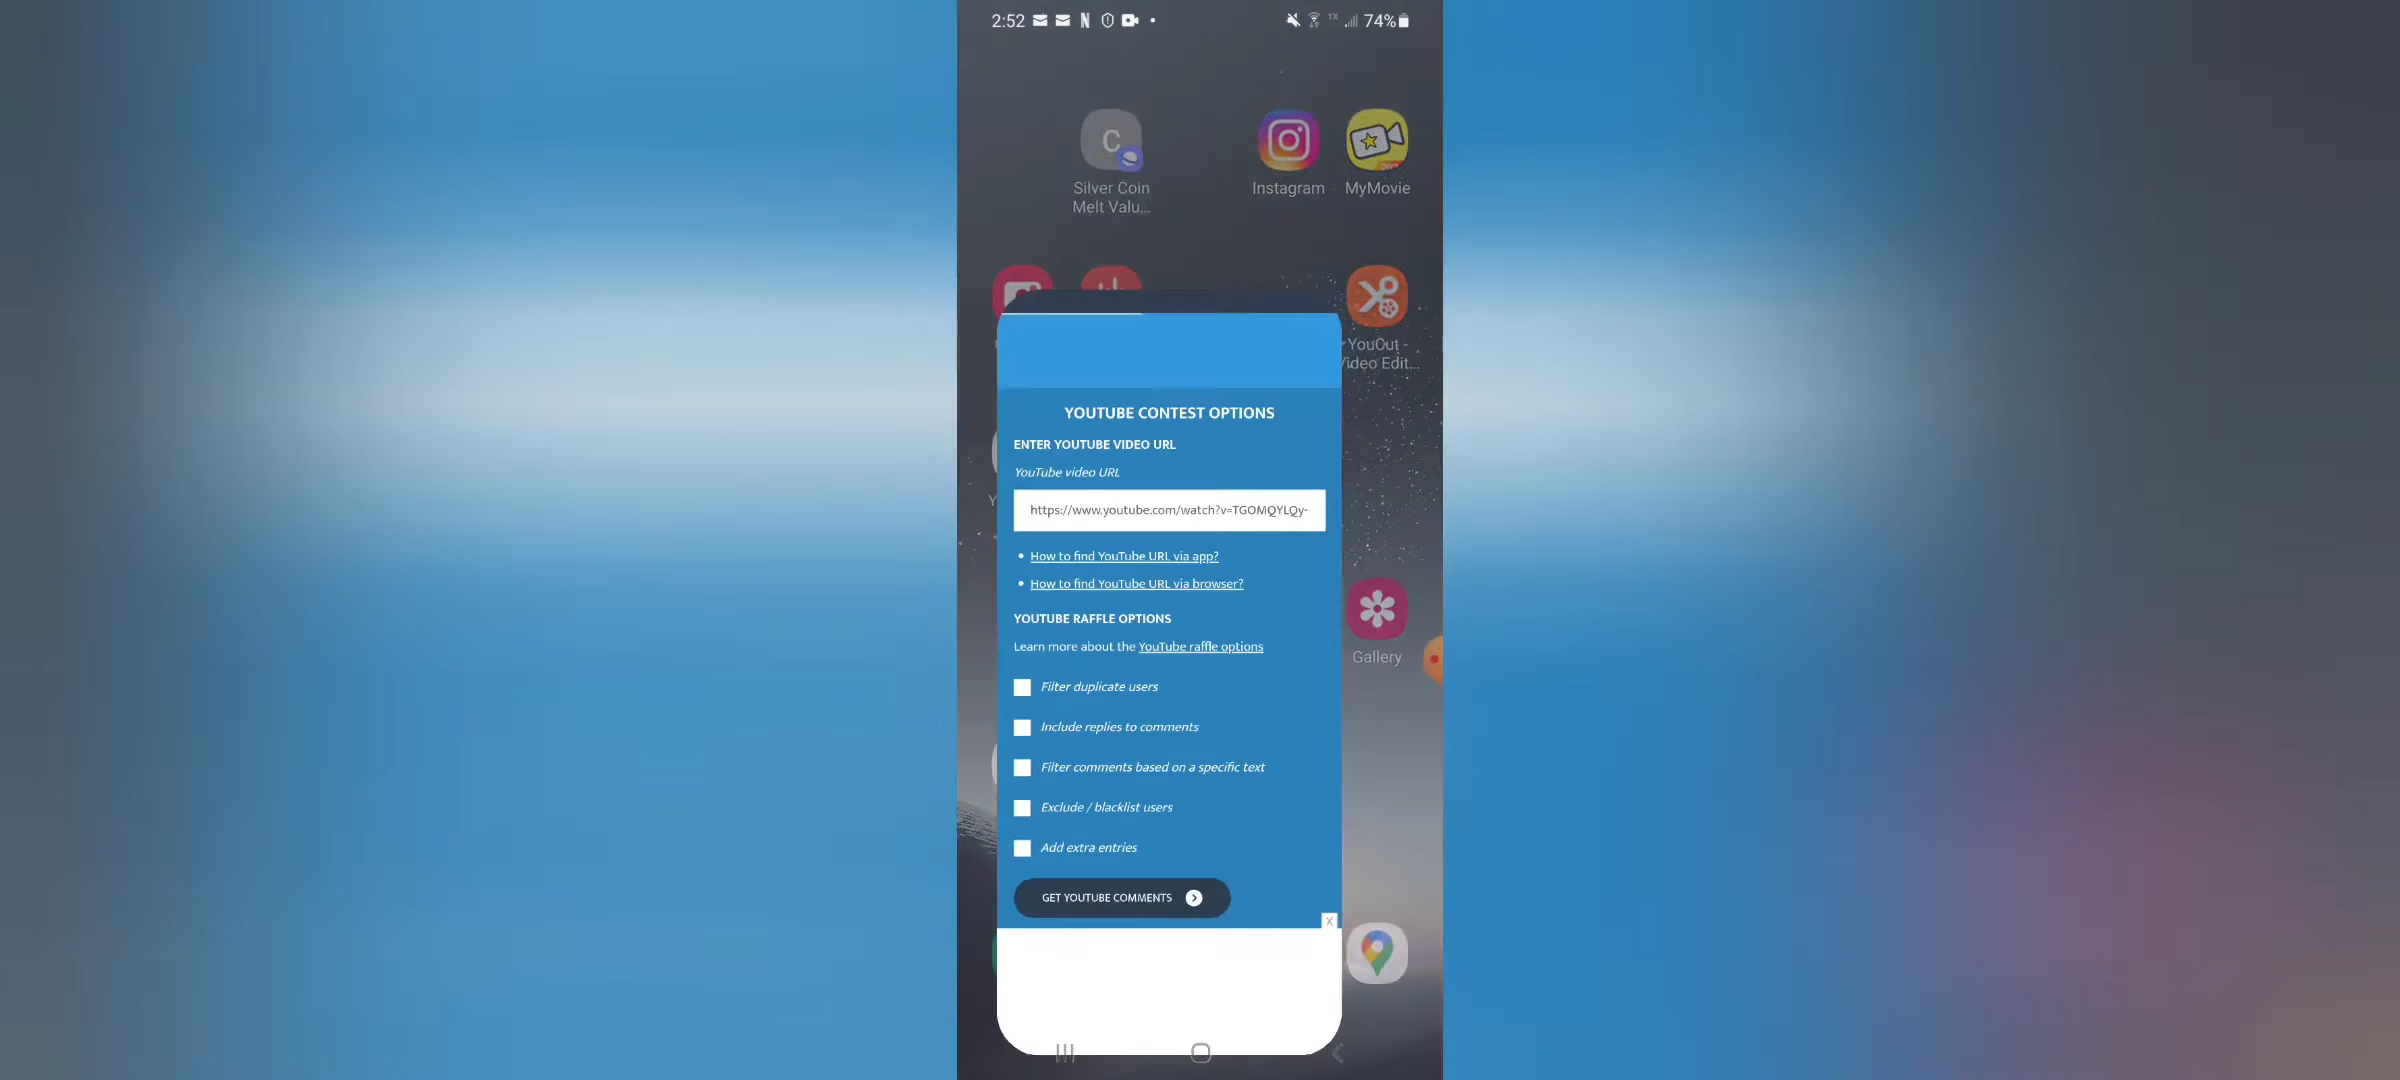 2:52
1X
74%
C
Silver Coin
Melt Valu...
Instagram
MyMovie
YouCut -
Video Edit...
YOUTUBE CONTEST OPTIONS
ENTER YOUTUBE VIDEO URL
YouTube video URL
https://www.youtube.com/watch?v=TGOMQYLQy-
• How to find YouTube URL via app?
• How to find YouTube URL via browser?
YOUTUBE RAFFLE OPTIONS
Learn more about the YouTube raffle options
Gallery
Filter duplicate users
Include replies to comments
Filter comments based on a specific text
Exclude / blacklist users
Add extra entries
GET YOUTUBE COMMENTS
X